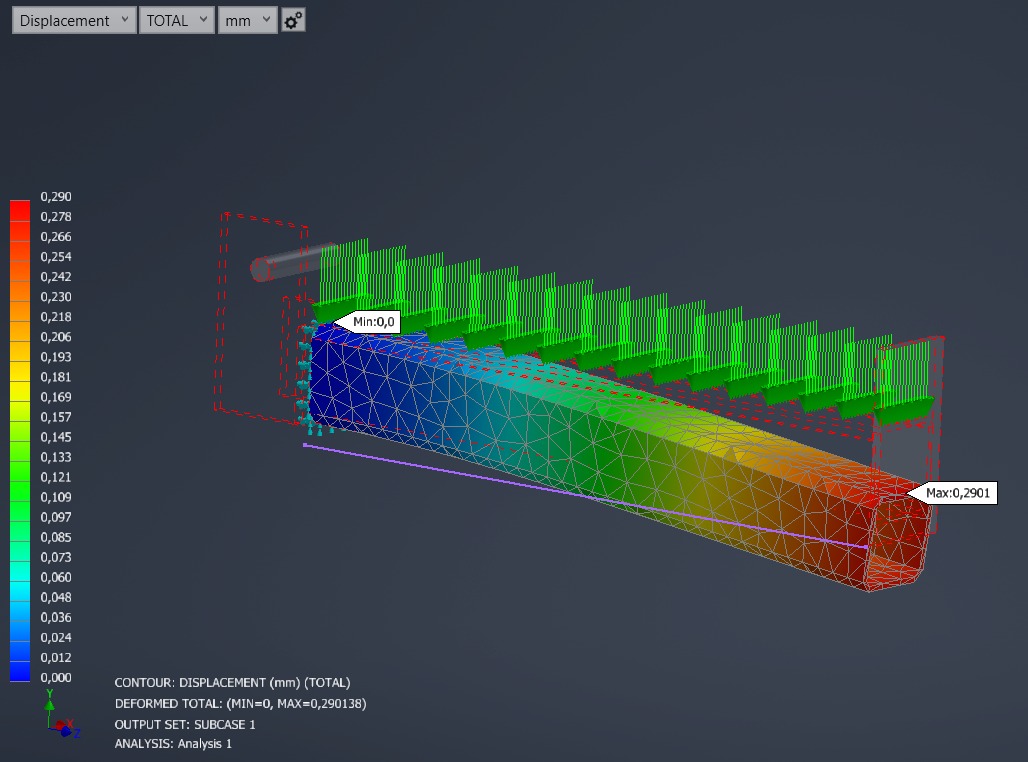 Displacement TOTAL mm
0,290
0,278
0,266
0,254
0,242
0,230
0,218
0,206
0,193
0,181
0,169
0,157
0,145
0,133
0,121
0,109
0,097
0,085
0,073
0,060
0,048
0,036
0,024
0,012
0,000
Min:0,0
Max:0,2901
Y
X
Z
CONTOUR: DISPLACEMENT (mm) (TOTAL)
DEFORMED TOTAL: (MIN=0, MAX=0,290138)
OUTPUT SET: SUBCASE 1
ANALYSIS: Analysis 1